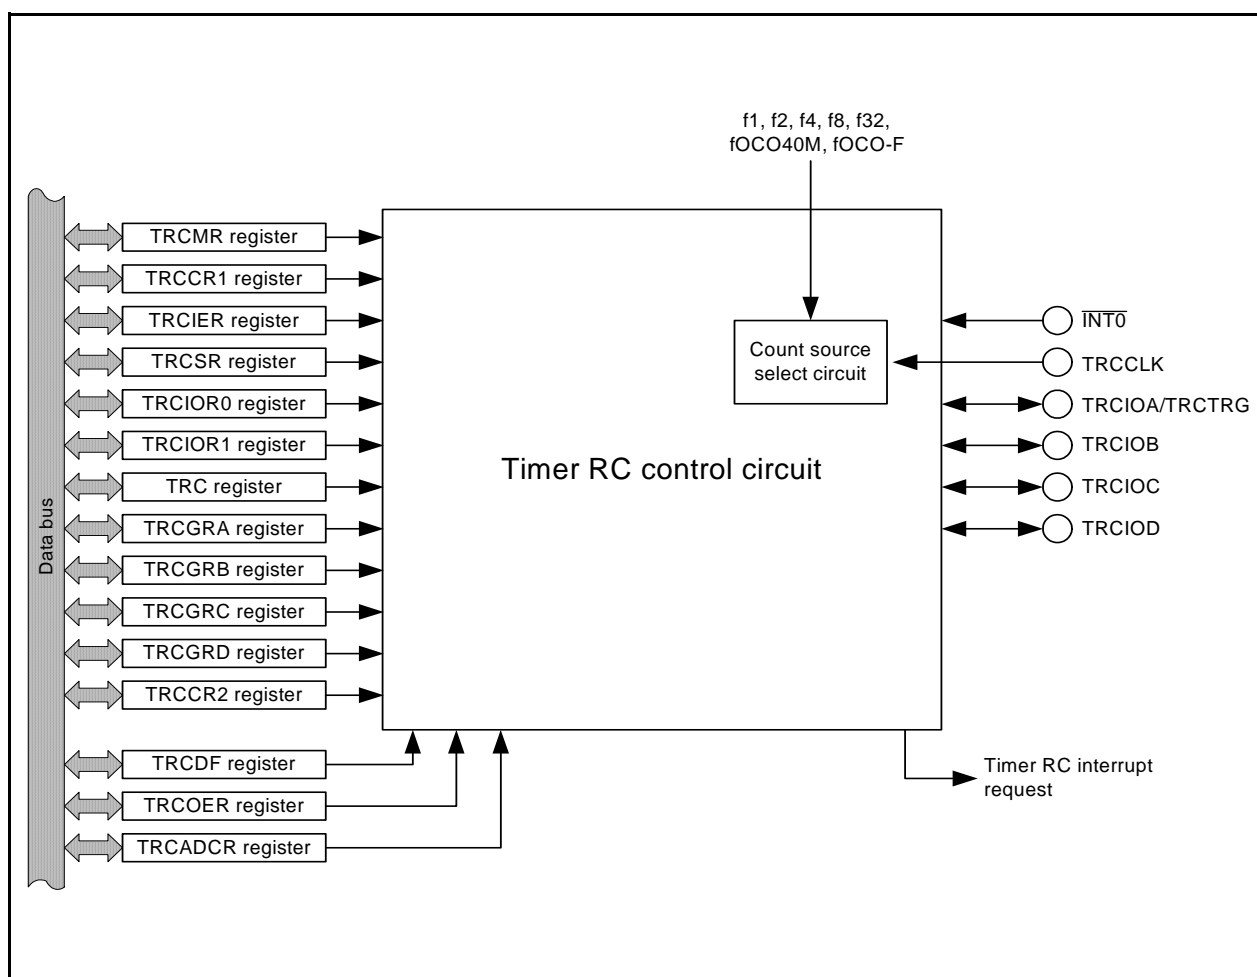 f1, f2, f4, f8, f32,
fOCO40M, fOCO-F
Data bus
TRCMR register
TRCCR1 register
TRCIER register
TRCSR register
TRCIOR0 register
TRCIOR1 register
TRC register
TRCGRA register
TRCGRB register
TRCGRC register
TRCGRD register
TRCCR2 register
TRCDF register
TRCOER register
TRCADCR register
Count source
select circuit
Timer RC control circuit
INT0
TRCCLK
TRCIOA/TRCTRG
TRCIOB
TRCIOC
TRCIOD
Timer RC interrupt
request